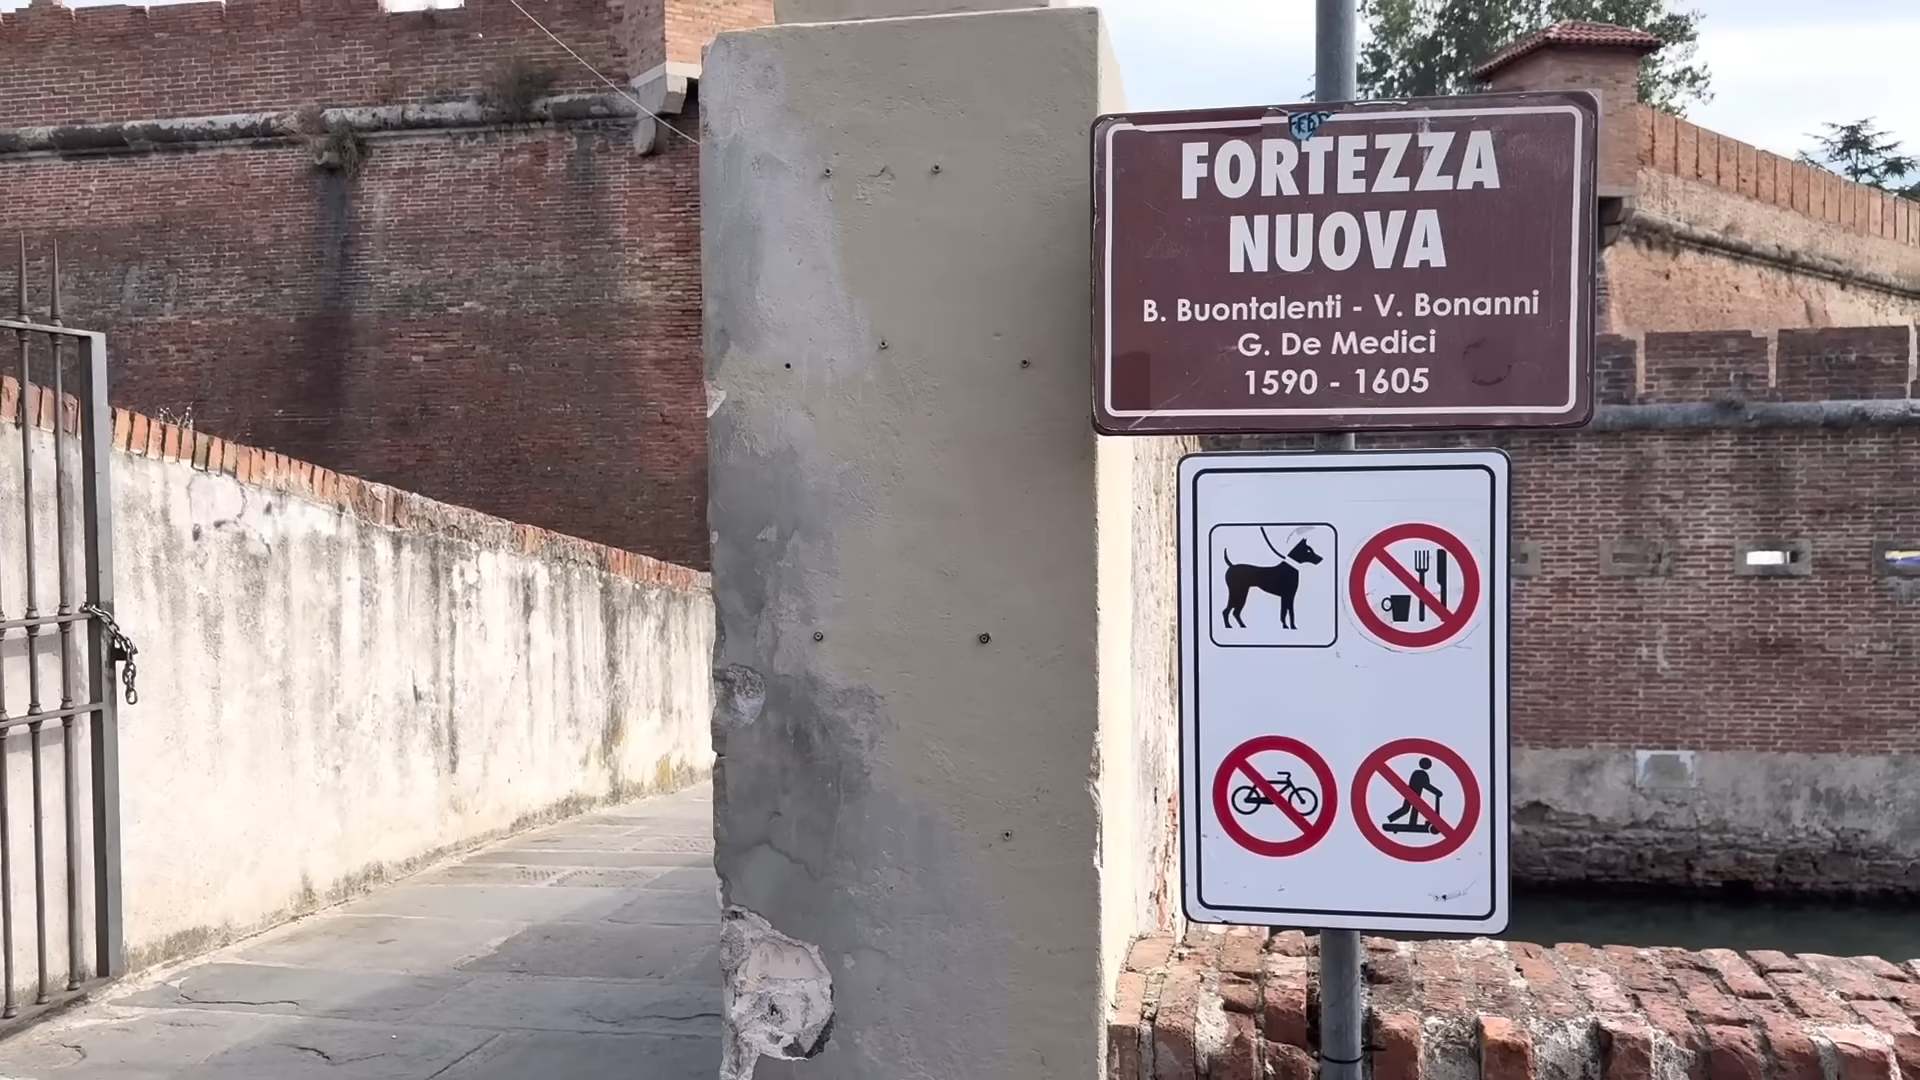 FORTEZZA
NUOVA
B. Buontalenti - V. Bonanni
G. De Medici
1590 - 1605